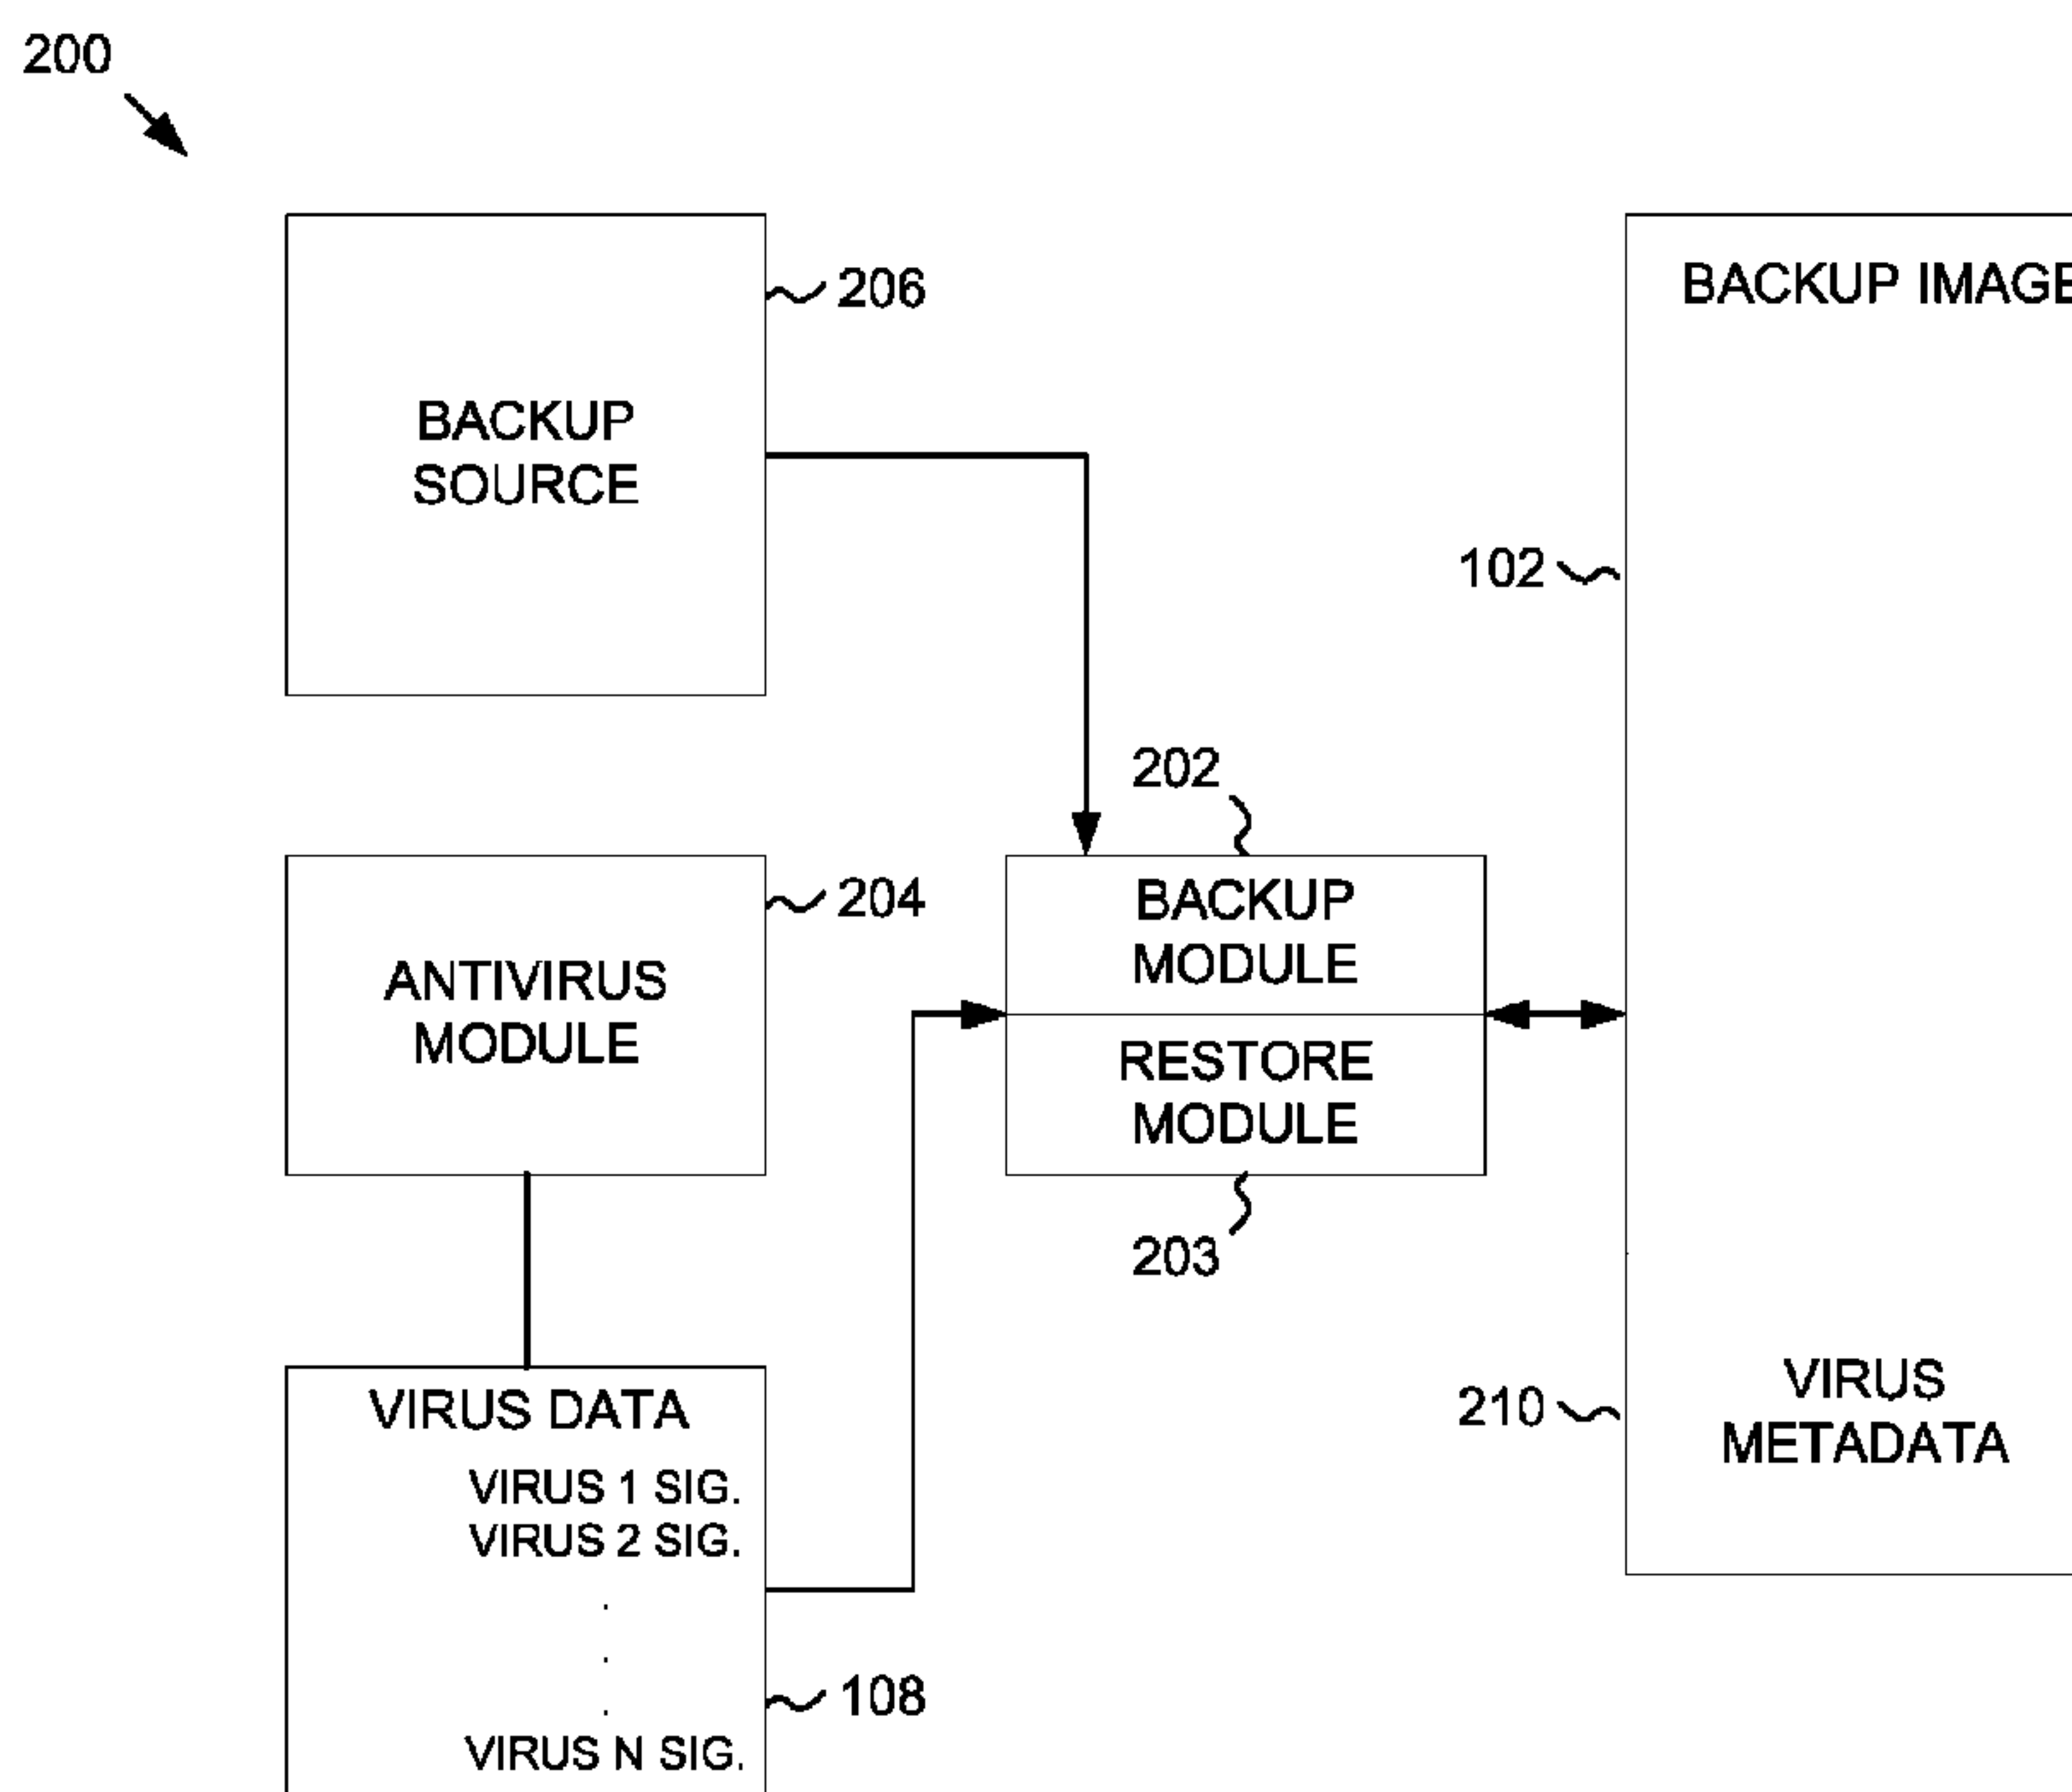 200
BACKUP
SOURCE
206
BACKUP IMAGE
102
202
BACKUP
MODULE
RESTORE
MODULE
203
204
ANTIVIRUS
MODULE
VIRUS DATA
VIRUS 1 SIG.
VIRUS 2 SIG.
.
.
.
VIRUS N SIG.
108
210
VIRUS
METADATA